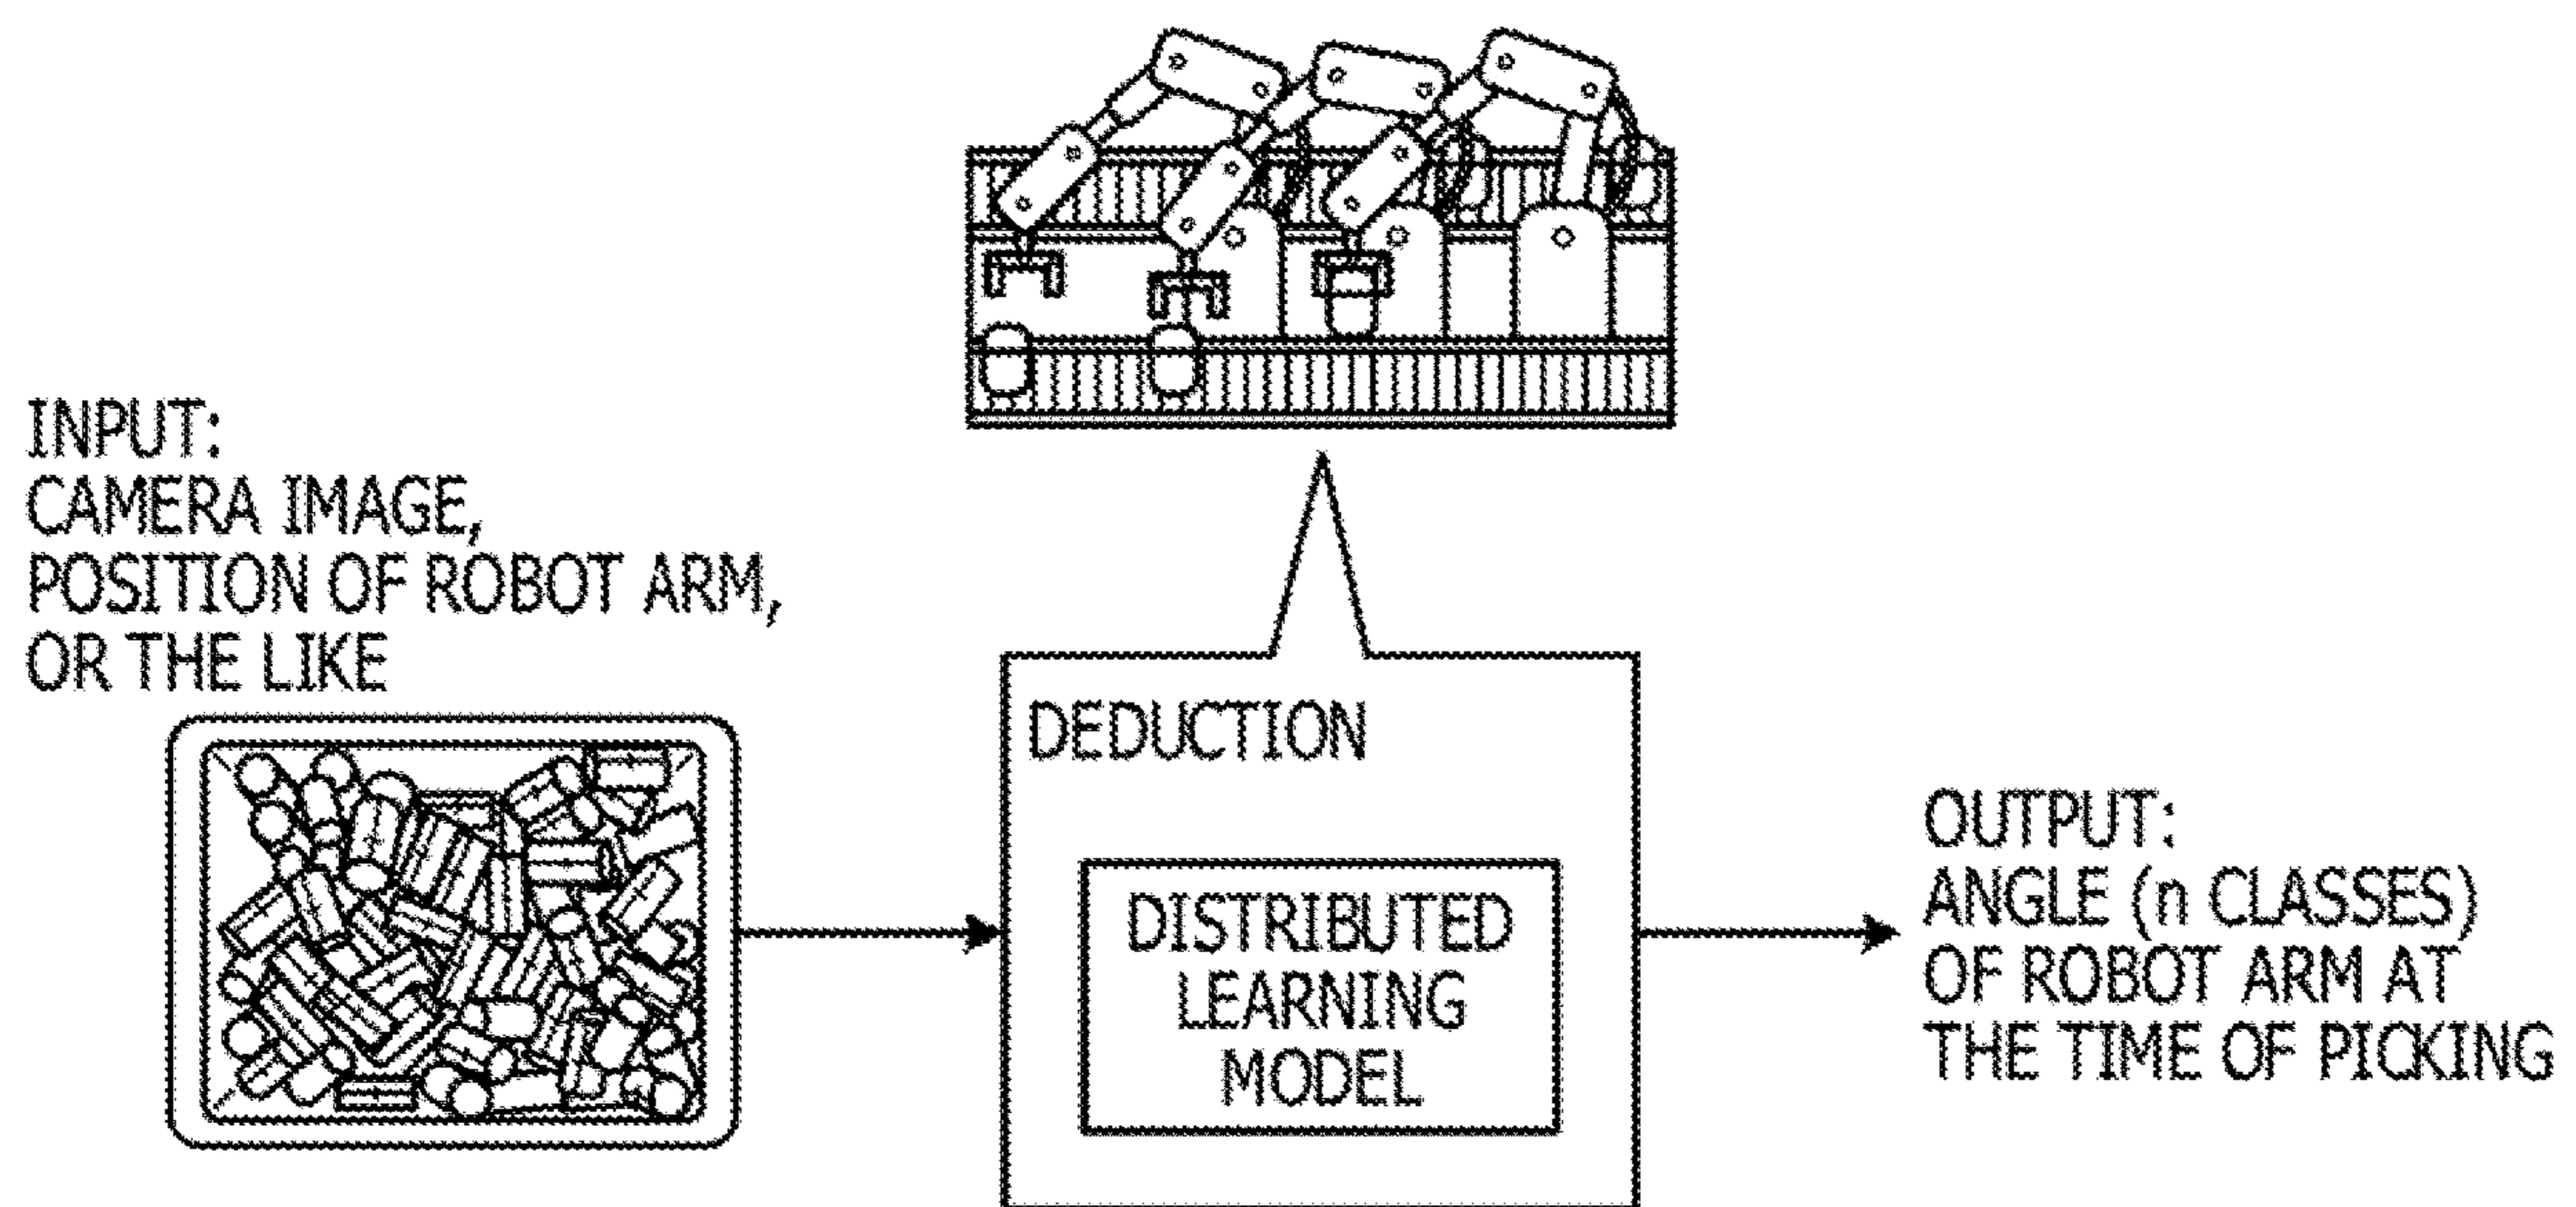 INPUT:
CAMERA IMAGE,
POSITION OF ROBOT ARM,
OR THE LIKE
DEDUCTION
DISTRIBUTED
LEARNING
MODEL
OUTPUT:
ANGLE (n CLASSES)
OF ROBOT ARM AT
THE TIME OF PICKING